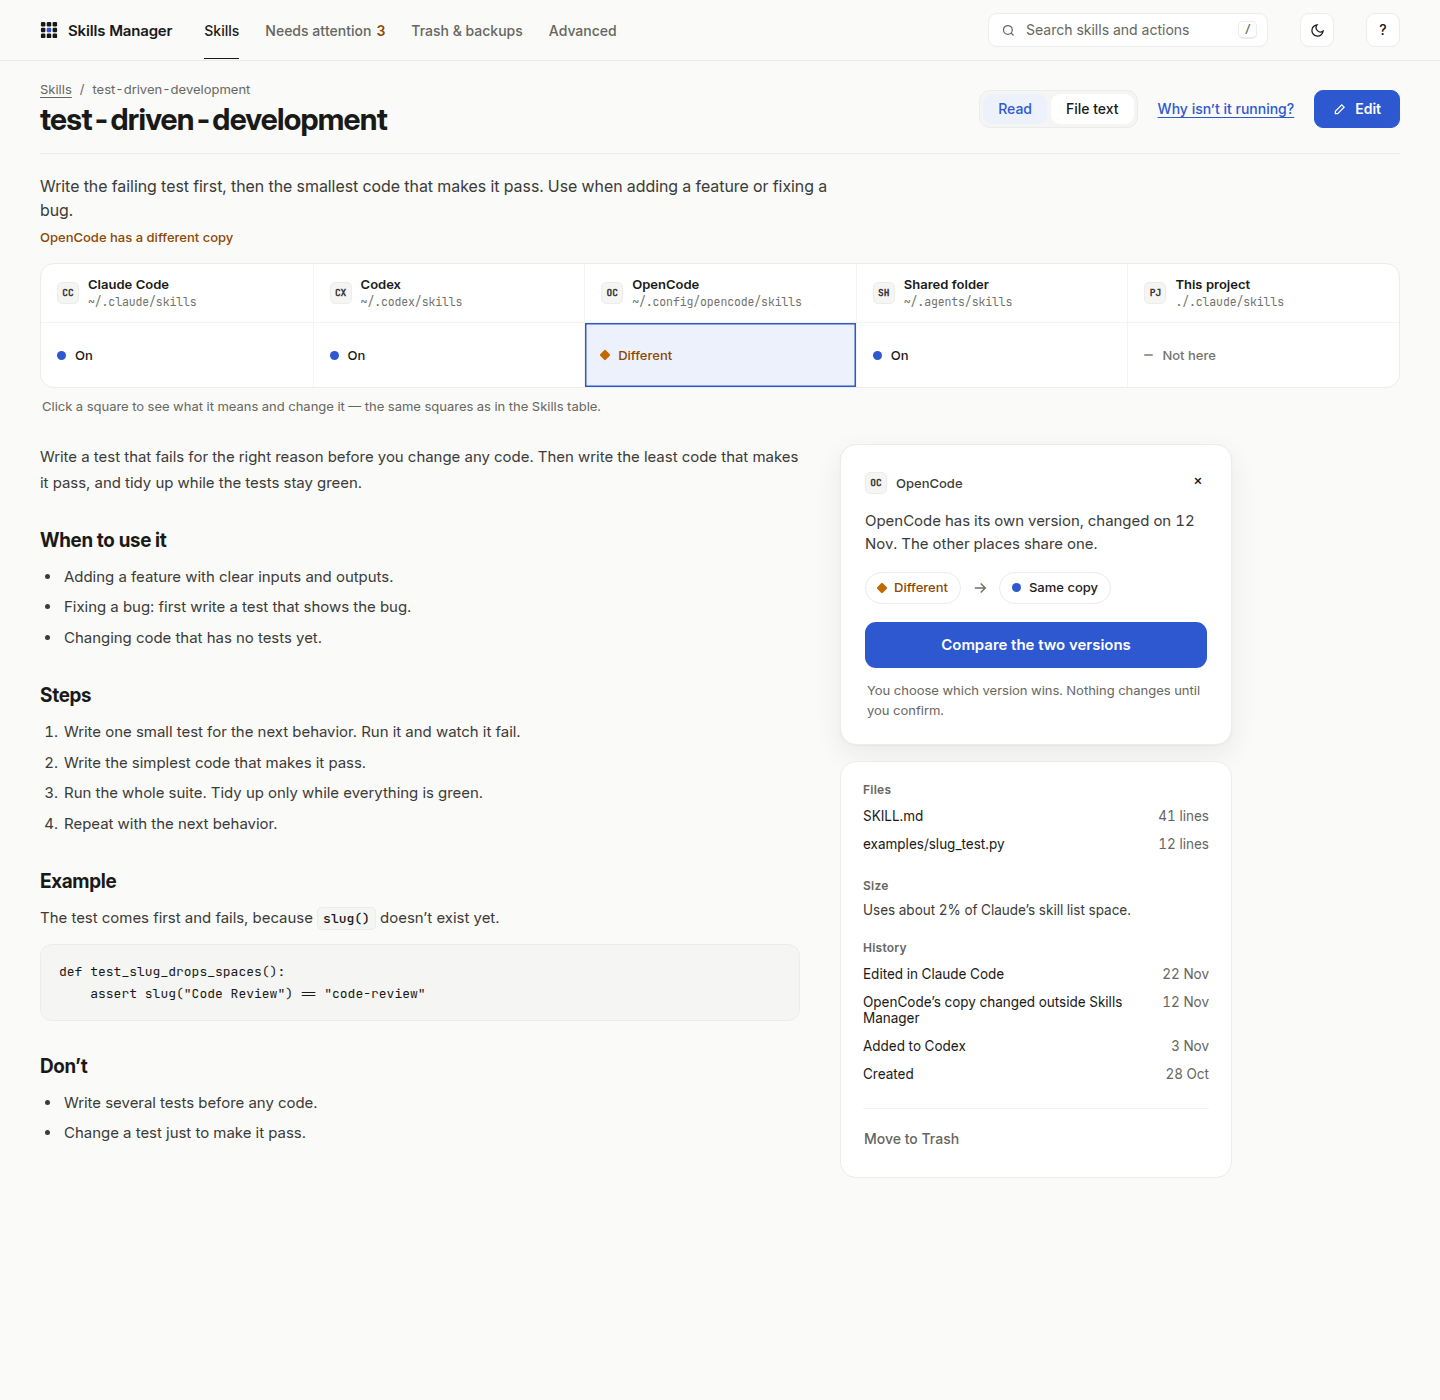 Skills Manager
Skills
Needs attention 3
Trash & backups
Advanced
Search skills and actions
/
?
Skills / test-driven-development
test-driven-development
Read
File text
Why isn’t it running?
Edit
Write the failing test first, then the smallest code that makes it pass. Use when adding a feature or fixing a
bug.
OpenCode has a different copy
CC
Claude Code
~/.claude/skills
CX
Codex
~/.codex/skills
OC
OpenCode
~/.config/opencode/skills
SH
Shared folder
~/.agents/skills
PJ
This project
./.claude/skills
On
On
Different
On
Not here
Click a square to see what it means and change it — the same squares as in the Skills table.
Write a test that fails for the right reason before you change any code. Then write the least code that makes
it pass, and tidy up while the tests stay green.
When to use it
• Adding a feature with clear inputs and outputs.
• Fixing a bug: first write a test that shows the bug.
• Changing code that has no tests yet.
Steps
1. Write one small test for the next behavior. Run it and watch it fail.
2. Write the simplest code that makes it pass.
3. Run the whole suite. Tidy up only while everything is green.
4. Repeat with the next behavior.
Example
The test comes first and fails, because slug() doesn’t exist yet.
def test_slug_drops_spaces():
    assert slug("Code Review") == "code-review"
Don’t
• Write several tests before any code.
• Change a test just to make it pass.
OC
OpenCode
×
OpenCode has its own version, changed on 12
Nov. The other places share one.
Different → Same copy
Compare the two versions
You choose which version wins. Nothing changes until
you confirm.
Files
SKILL.md 41 lines
examples/slug_test.py 12 lines
Size
Uses about 2% of Claude’s skill list space.
History
Edited in Claude Code 22 Nov
OpenCode’s copy changed outside Skills 12 Nov
Manager
Added to Codex 3 Nov
Created 28 Oct
Move to Trash